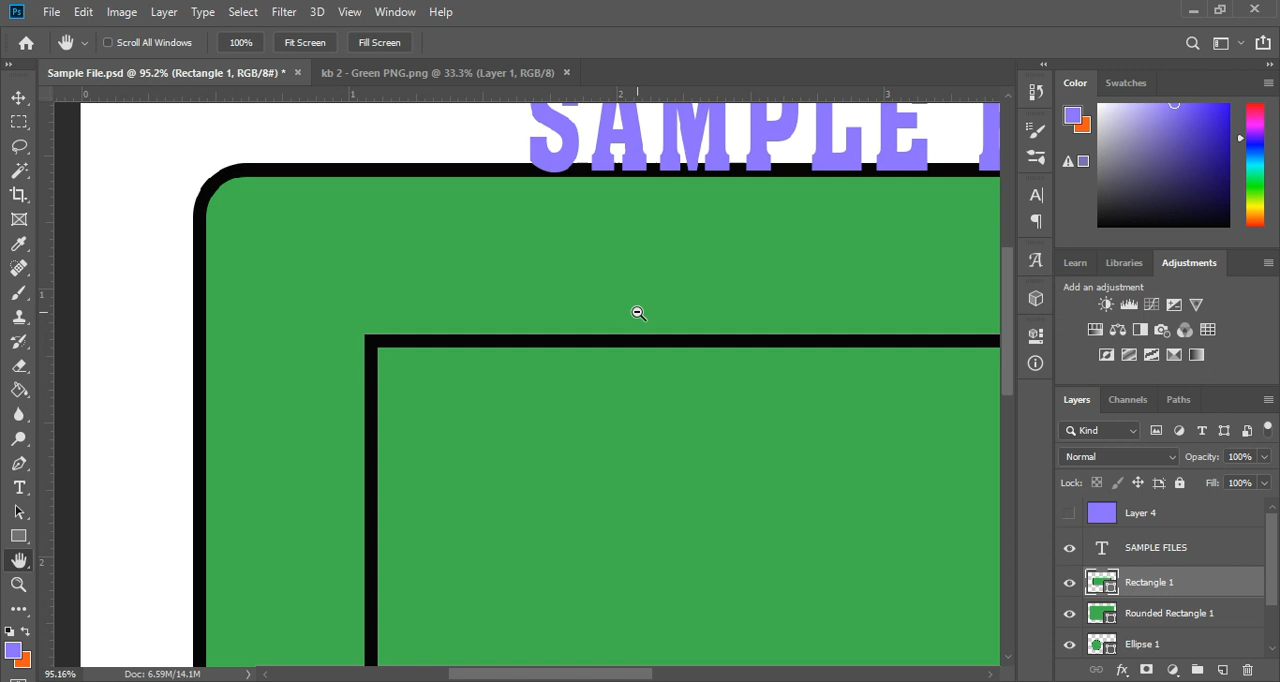 Ps File Edit Image Layer Type Select Filter 3D View Window Help
Scroll All Windows 100% Fit Screen Fill Screen
Sample File.psd @ 95.2% (Rectangle 1, RGB/8#) * × kb 2 - Green PNG.png @ 33.3% (Layer 1, RGB/8) ×
0 1 2 3
SAMPLE
1
2
Color Swatches
Learn Libraries Adjustments
Add an adjustment
Layers Channels Paths
Kind
Normal Opacity: 100%
Lock: Fill: 100%
Layer 4
T SAMPLE FILES
Rectangle 1
Rounded Rectangle 1
Ellipse 1
95.16% Doc: 6.59M/14.1M